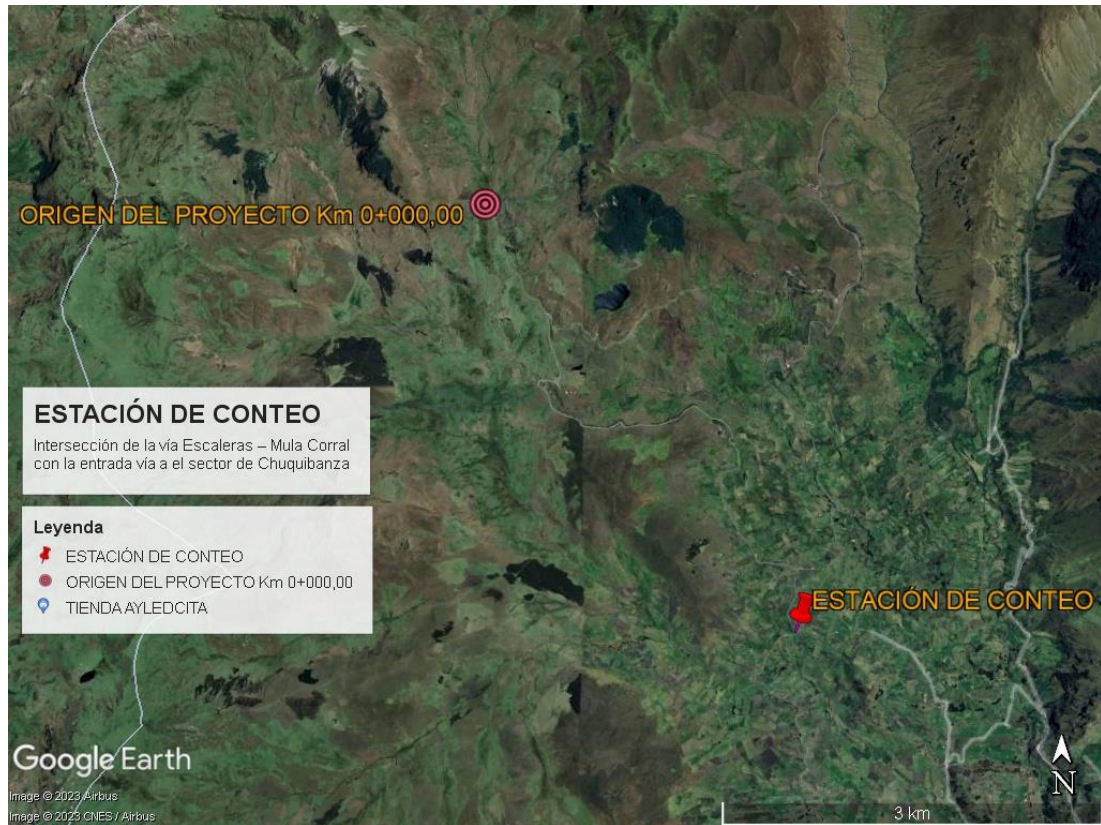 ORIGEN DEL PROYECTO Km 0+000,00
ESTACIÓN DE CONTEO
Intersección de la vía Escaleras – Mula Corral
con la entrada vía a el sector de Chuquibanza
Leyenda
ESTACIÓN DE CONTEO
ORIGEN DEL PROYECTO Km 0+000,00
TIENDA AYLEDCITA
ESTACIÓN DE CONTEO
Google Earth
Image © 2023 Airbus
Image © 2023 CNES / Airbus
N
3 km